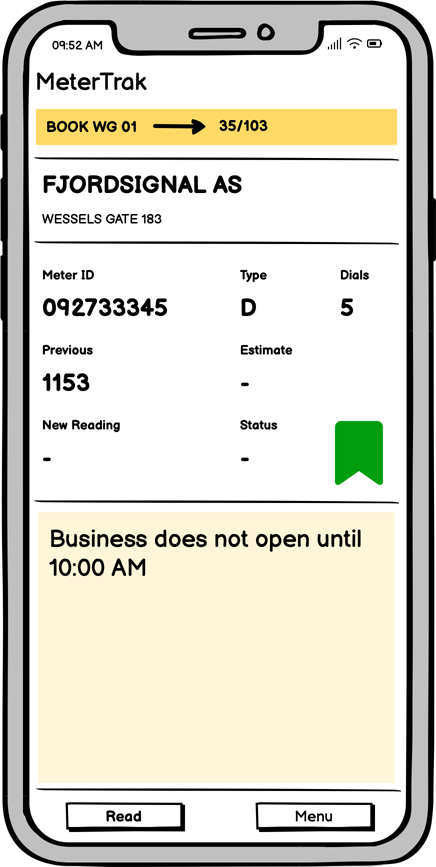 09:52 AM
MeterTrak
BOOK WG 01 → 35/103
FJORDSIGNAL AS
WESSELS GATE 183
Meter ID Type Dials
092733345 D 5
Previous Estimate
1153 -
New Reading Status
- -
Business does not open until
10:00 AM
Read Menu